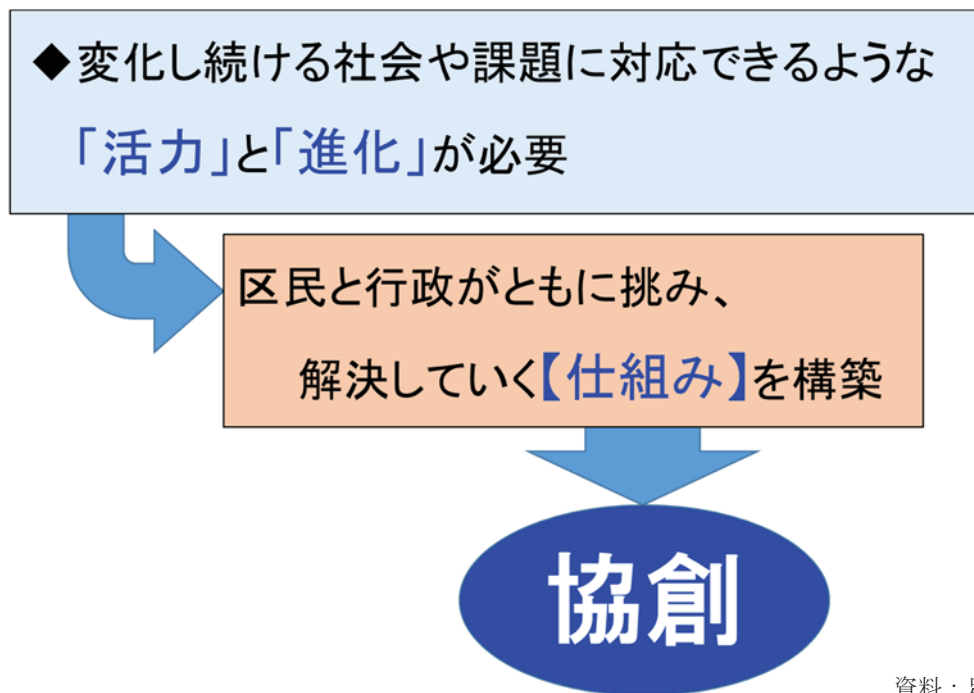 ◆変化し続ける社会や課題に対応できるような
「活力」と「進化」が必要
区民と行政がともに挑み、
解決していく【仕組み】を構築
協創
資料：